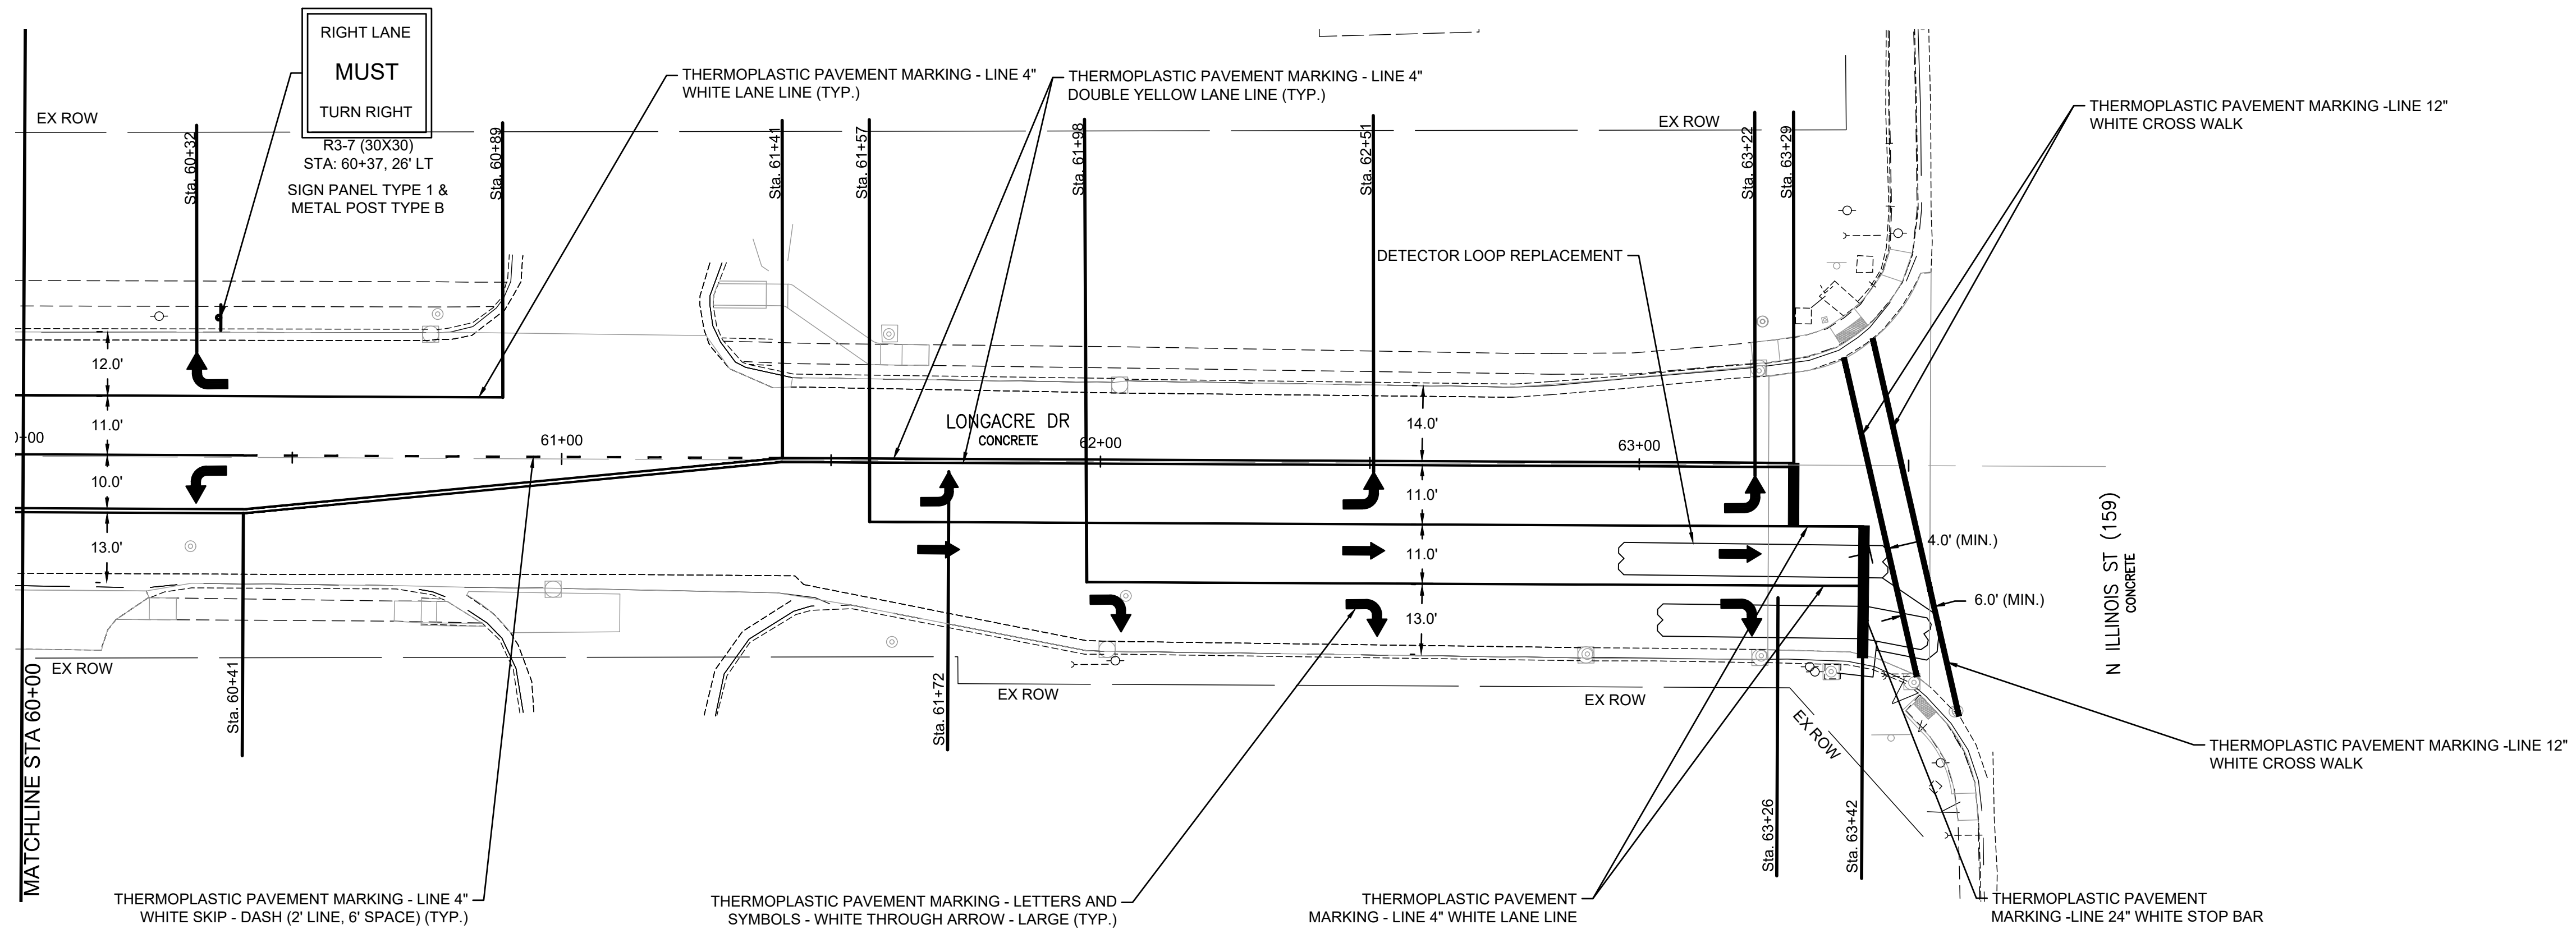 RIGHT LANE
MUST
TURN RIGHT
R3-7 (30X30)
STA: 60+37, 26' LT
SIGN PANEL TYPE 1 &
METAL POST TYPE B
THERMOPLASTIC PAVEMENT MARKING - LINE 4"
WHITE LANE LINE (TYP.)
THERMOPLASTIC PAVEMENT MARKING - LINE 4"
DOUBLE YELLOW LANE LINE (TYP.)
THERMOPLASTIC PAVEMENT MARKING -LINE 12"
WHITE CROSS WALK
EX ROW
EX ROW
Sta. 60+32
Sta. 60+89
Sta. 61+41
Sta. 61+57
Sta. 61+98
Sta. 62+51
Sta. 63+22
Sta. 63+29
DETECTOR LOOP REPLACEMENT
12.0'
11.0'
10.0'
13.0'
0+00
61+00
LONGACRE DR
CONCRETE
62+00
63+00
14.0'
11.0'
11.0'
13.0'
4.0' (MIN.)
6.0' (MIN.)
N ILLINOIS ST (159)
CONCRETE
EX ROW
EX ROW
EX ROW
EX ROW
MATCHLINE STA 60+00
Sta. 60+41
Sta. 61+72
Sta. 63+26
Sta. 63+42
THERMOPLASTIC PAVEMENT MARKING -LINE 12"
WHITE CROSS WALK
THERMOPLASTIC PAVEMENT MARKING - LINE 4"
WHITE SKIP - DASH (2' LINE, 6' SPACE) (TYP.)
THERMOPLASTIC PAVEMENT MARKING - LETTERS AND
SYMBOLS - WHITE THROUGH ARROW - LARGE (TYP.)
THERMOPLASTIC PAVEMENT
MARKING - LINE 4" WHITE LANE LINE
THERMOPLASTIC PAVEMENT
MARKING -LINE 24" WHITE STOP BAR